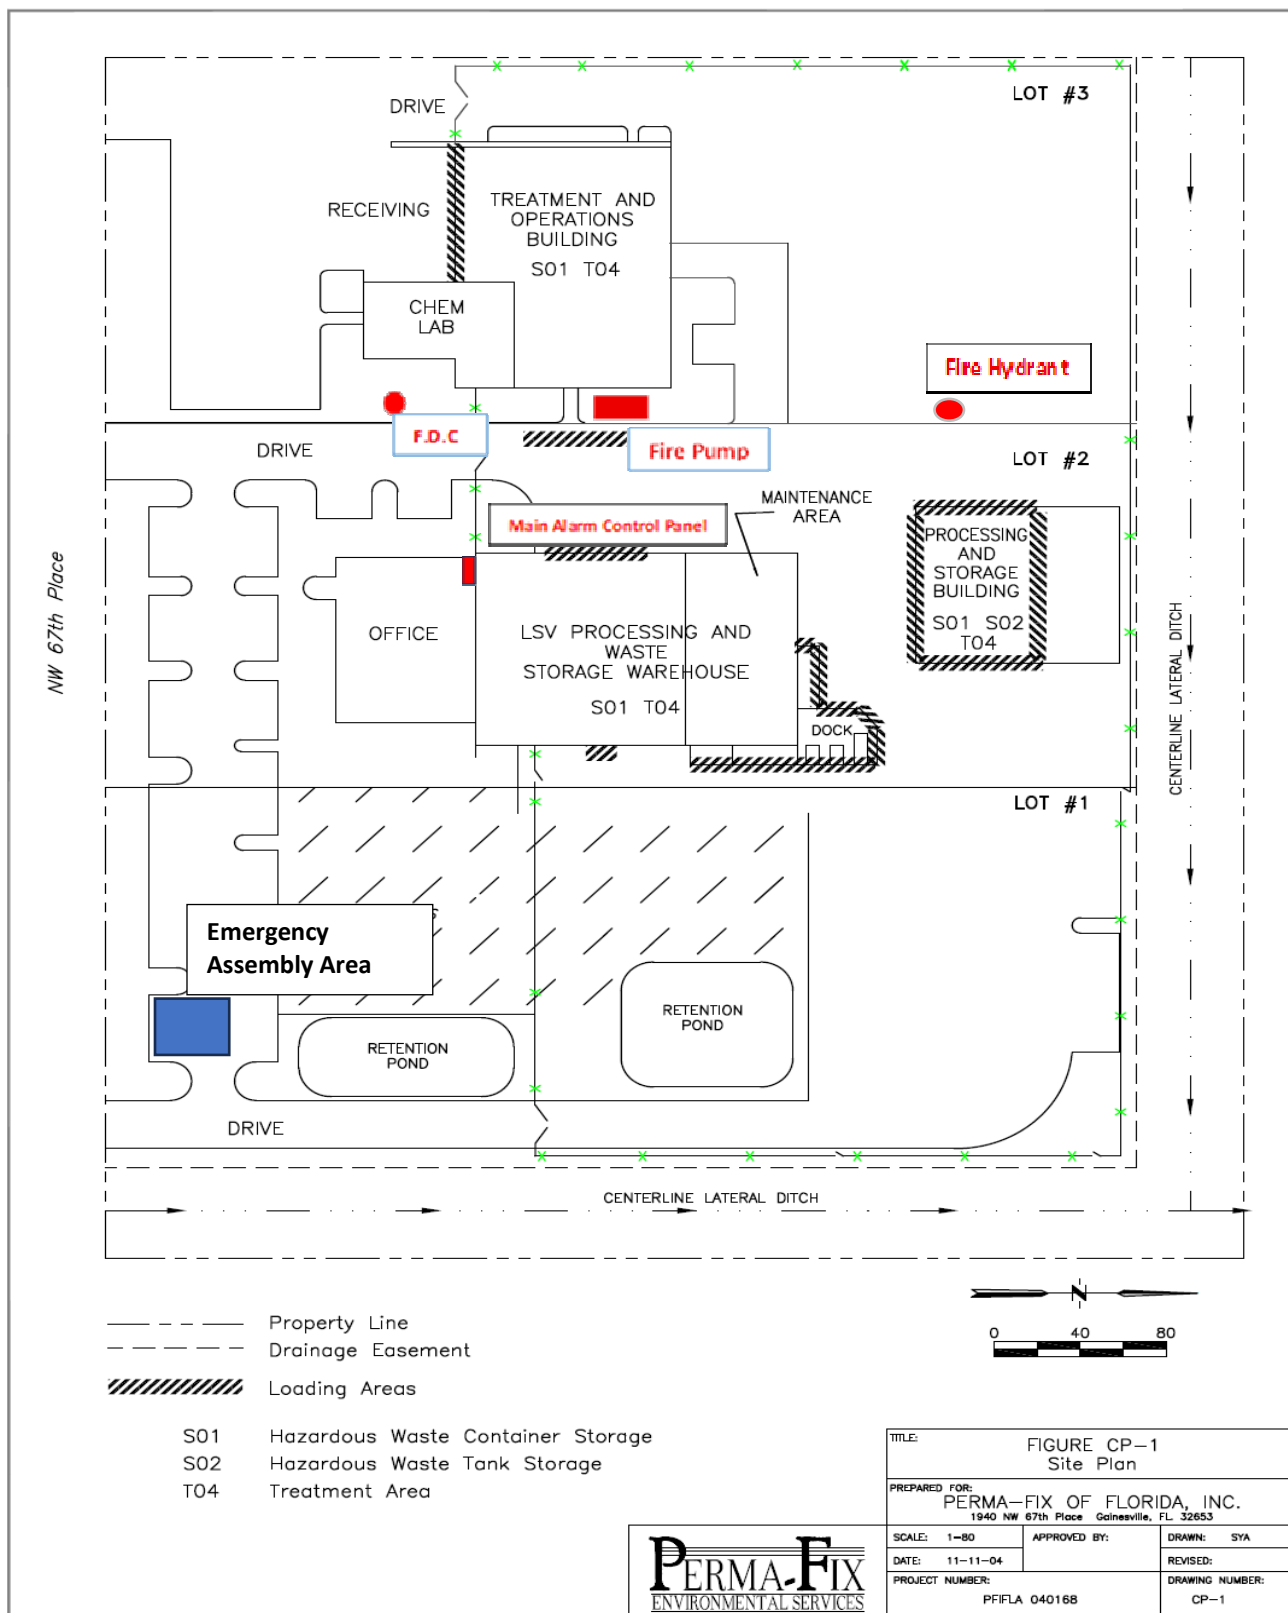 LOT #3
DRIVE
RECEIVING
TREATMENT AND
OPERATIONS
BUILDING
S01 T04
CHEM
LAB
Fire Hydrant
F.D.C
Fire Pump
DRIVE
LOT #2
MAINTENANCE
AREA
Main Alarm Control Panel
PROCESSING
AND
STORAGE
BUILDING
S01 S02
T04
NW 67th Place
OFFICE
LSV PROCESSING AND
WASTE
STORAGE WAREHOUSE
S01 T04
DOCK
CENTERLINE LATERAL DITCH
LOT #1
Emergency
Assembly Area
RETENTION
POND
RETENTION
POND
DRIVE
CENTERLINE LATERAL DITCH
N
0 40 80
Property Line
Drainage Easement
Loading Areas
S01 Hazardous Waste Container Storage
S02 Hazardous Waste Tank Storage
T04 Treatment Area
TITLE:
FIGURE CP-1
Site Plan
PREPARED FOR:
PERMA-FIX OF FLORIDA, INC.
1940 NW 67th Place Gainesville, FL 32653
SCALE: 1-80
APPROVED BY:
DRAWN: SYA
DATE: 11-11-04
REVISED:
PROJECT NUMBER:
PFIFLA 040168
DRAWING NUMBER:
CP-1
PERMA-FIX
ENVIRONMENTAL SERVICES